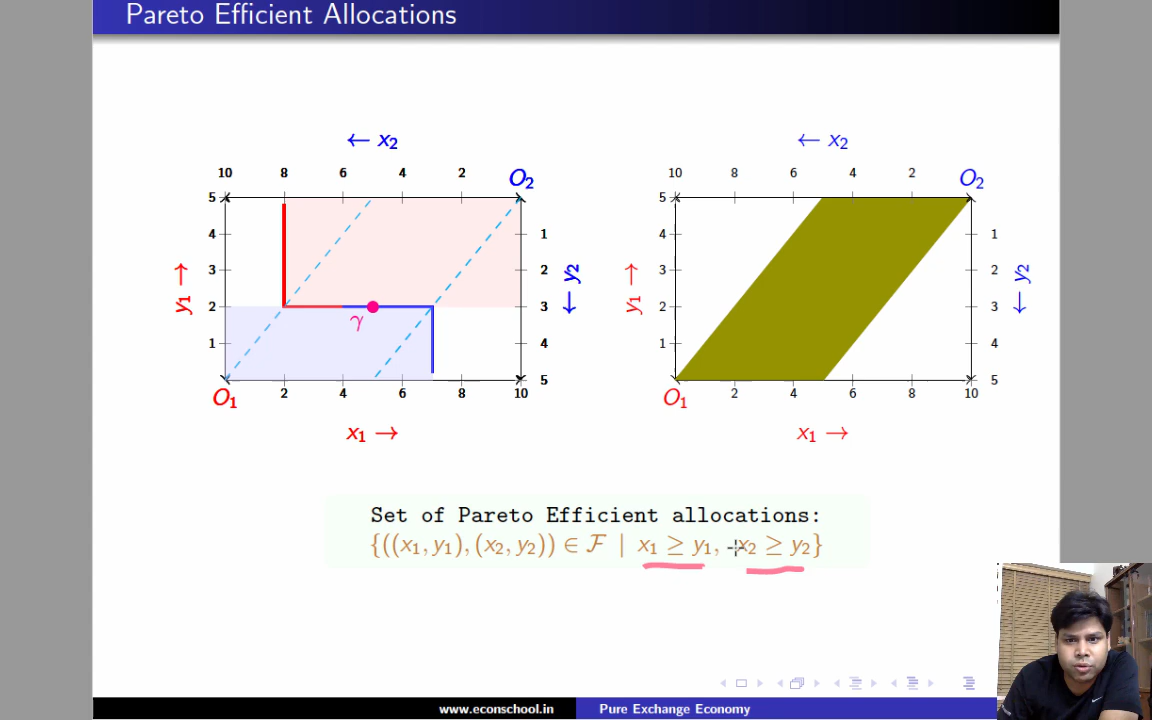 Pareto Efficient Allocations
← x₂
10 8 6 4 2 O₂
5
4 1
3 2
2 3
1 4
5
y₁ →
← y₂
γ
O₁ 2 4 6 8 10
x₁ →
← x₂
10 8 6 4 2 O₂
5
4 1
3 2
2 3
1 4
5
y₁ →
← y₂
O₁ 2 4 6 8 10
x₁ →
Set of Pareto Efficient allocations:
{((x₁, y₁), (x₂, y₂)) ∈ F | x₁ ≥ y₁, x₂ ≥ y₂}
www.econschool.in Pure Exchange Economy